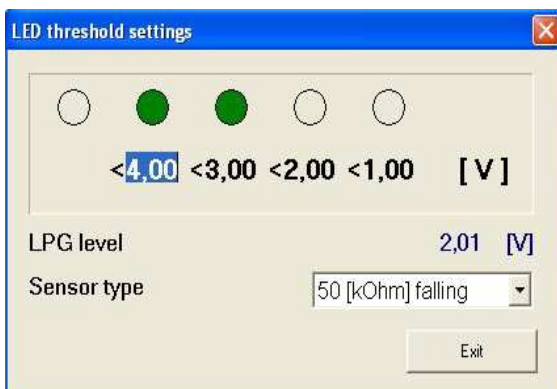 LED threshold settings
<4,00 <3,00 <2,00 <1,00 [ V ]
LPG level 2,01 [V]
Sensor type 50 [kOhm] falling
Exit